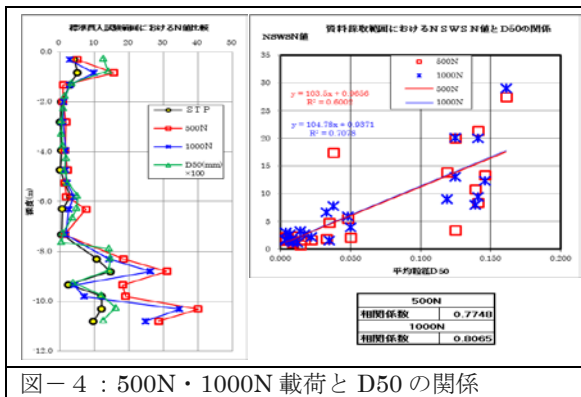 標準貫入試験範囲におけるN値比較
0 10 20 30 40 50
0.0
2.0
4.0
6.0
8.0
10.0
12.0
深度(m)
STP
500N
1000N
D50(mm)
×100
資料採取範囲におけるNSWS N値とD50の関係
NSWSN値
y = 103.5x + 0.9656
R² = 0.6002
y = 104.78x + 0.9371
R² = 0.7078
500N
1000N
500N
1000N
35
30
25
20
15
10
5
0
0.000 0.050 0.100 0.150 0.200
平均粒径D50
500N
相関係数 0.7748
1000N
相関係数 0.8065
図－4：500N・1000N 載荷と D50 の関係